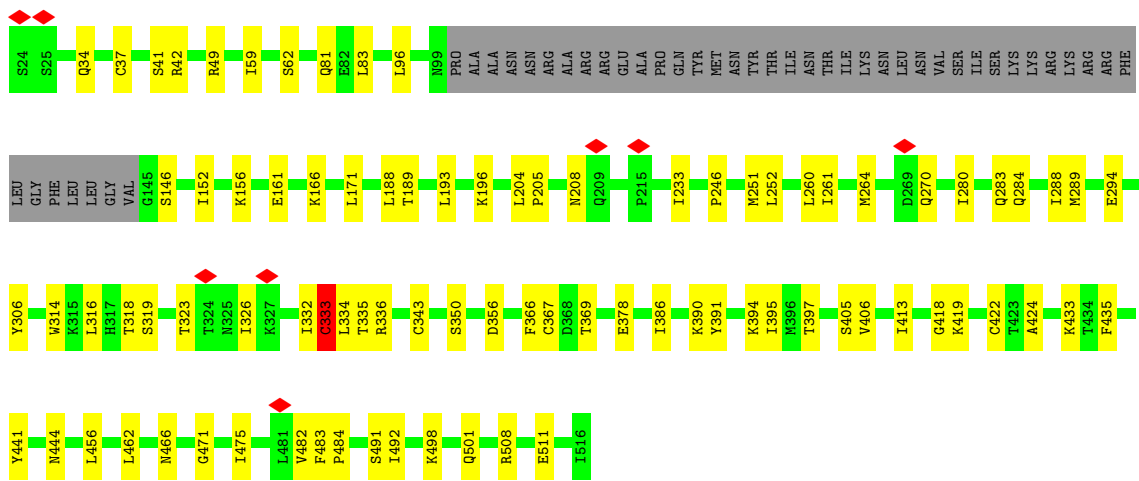 S24 S25 Q34 C37 S41 R42 R49 I59 S62 Q81 E82 L83 L96 N99 PRO ALA ALA ASN ASN ARG ALA ARG ARG GLU ALA PRO GLN TYR MET ASN TYR THR ILE ASN THR ILE LYS ASN LEU ASN VAL SER ILE SER LYS LYS ARG LYS ARG ARG PHE
LEU GLY PHE LEU LEU GLY VAL G145 S146 I152 K156 E161 K166 L171 L188 T189 L193 K196 L204 P205 N208 Q209 P215 I233 P246 M251 L252 L260 I261 M264 D269 Q270 I280 Q283 Q284 I288 M289 E294
Y306 W314 K315 L316 H317 T318 S319 T323 T324 N325 I326 K327 I332 C333 L334 T335 R336 C343 S350 D356 F366 C367 D368 T369 E378 I386 K390 Y391 K394 I395 M396 T397 S405 V406 I413 G418 K419 C422 T423 A424 K433 T434 F435
Y441 N444 L456 L462 N466 G471 I475 L481 V482 F483 P484 S491 I492 K498 Q501 R508 E511 I516